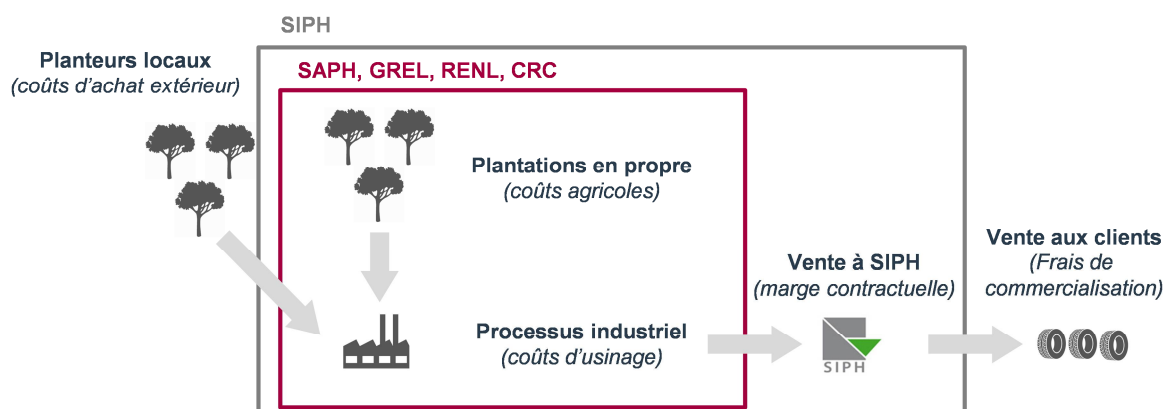 SIPH
Planteurs locaux
(coûts d’achat extérieur)
SAPH, GREL, RENL, CRC
Plantations en propre
(coûts agricoles)
Vente à SIPH
(marge contractuelle)
Vente aux clients
(Frais de
commercialisation)
Processus industriel
(coûts d’usinage)
SIPH